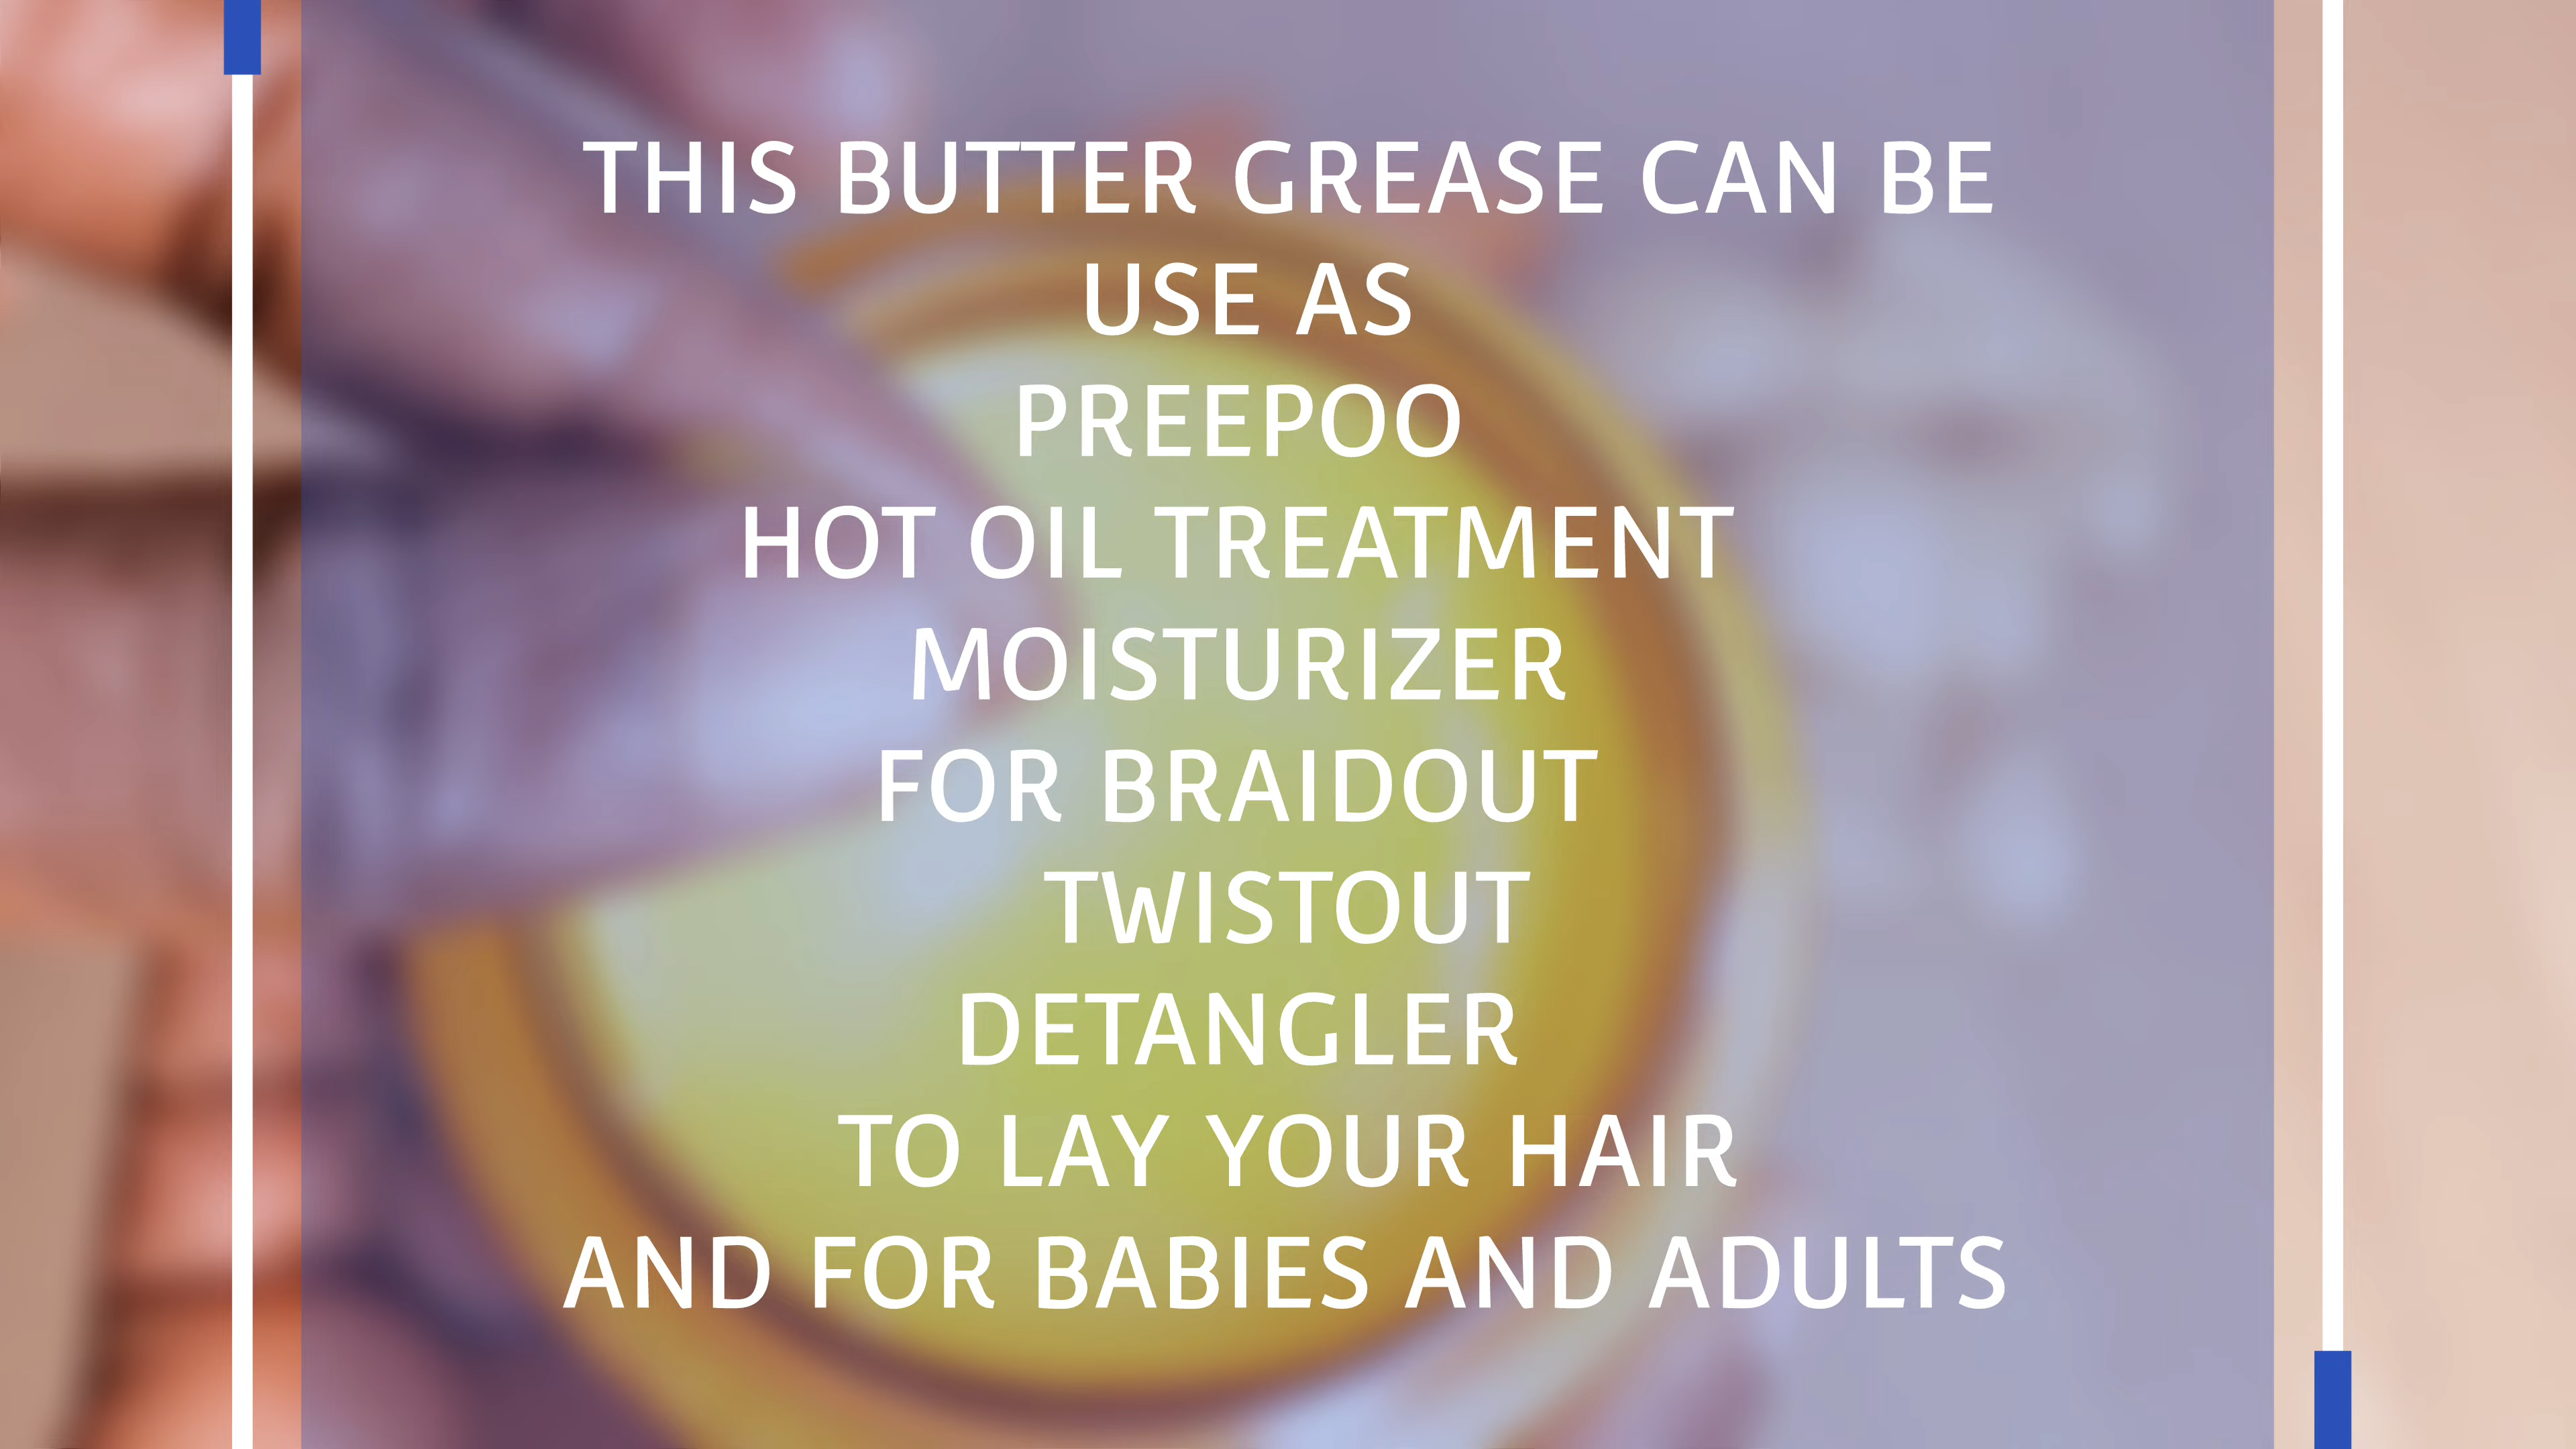 THIS BUTTER GREASE CAN BE
USE AS
PREEPOO
HOT OIL TREATMENT
MOISTURIZER
FOR BRAIDOUT
TWISTOUT
DETANGLER
TO LAY YOUR HAIR
AND FOR BABIES AND ADULTS